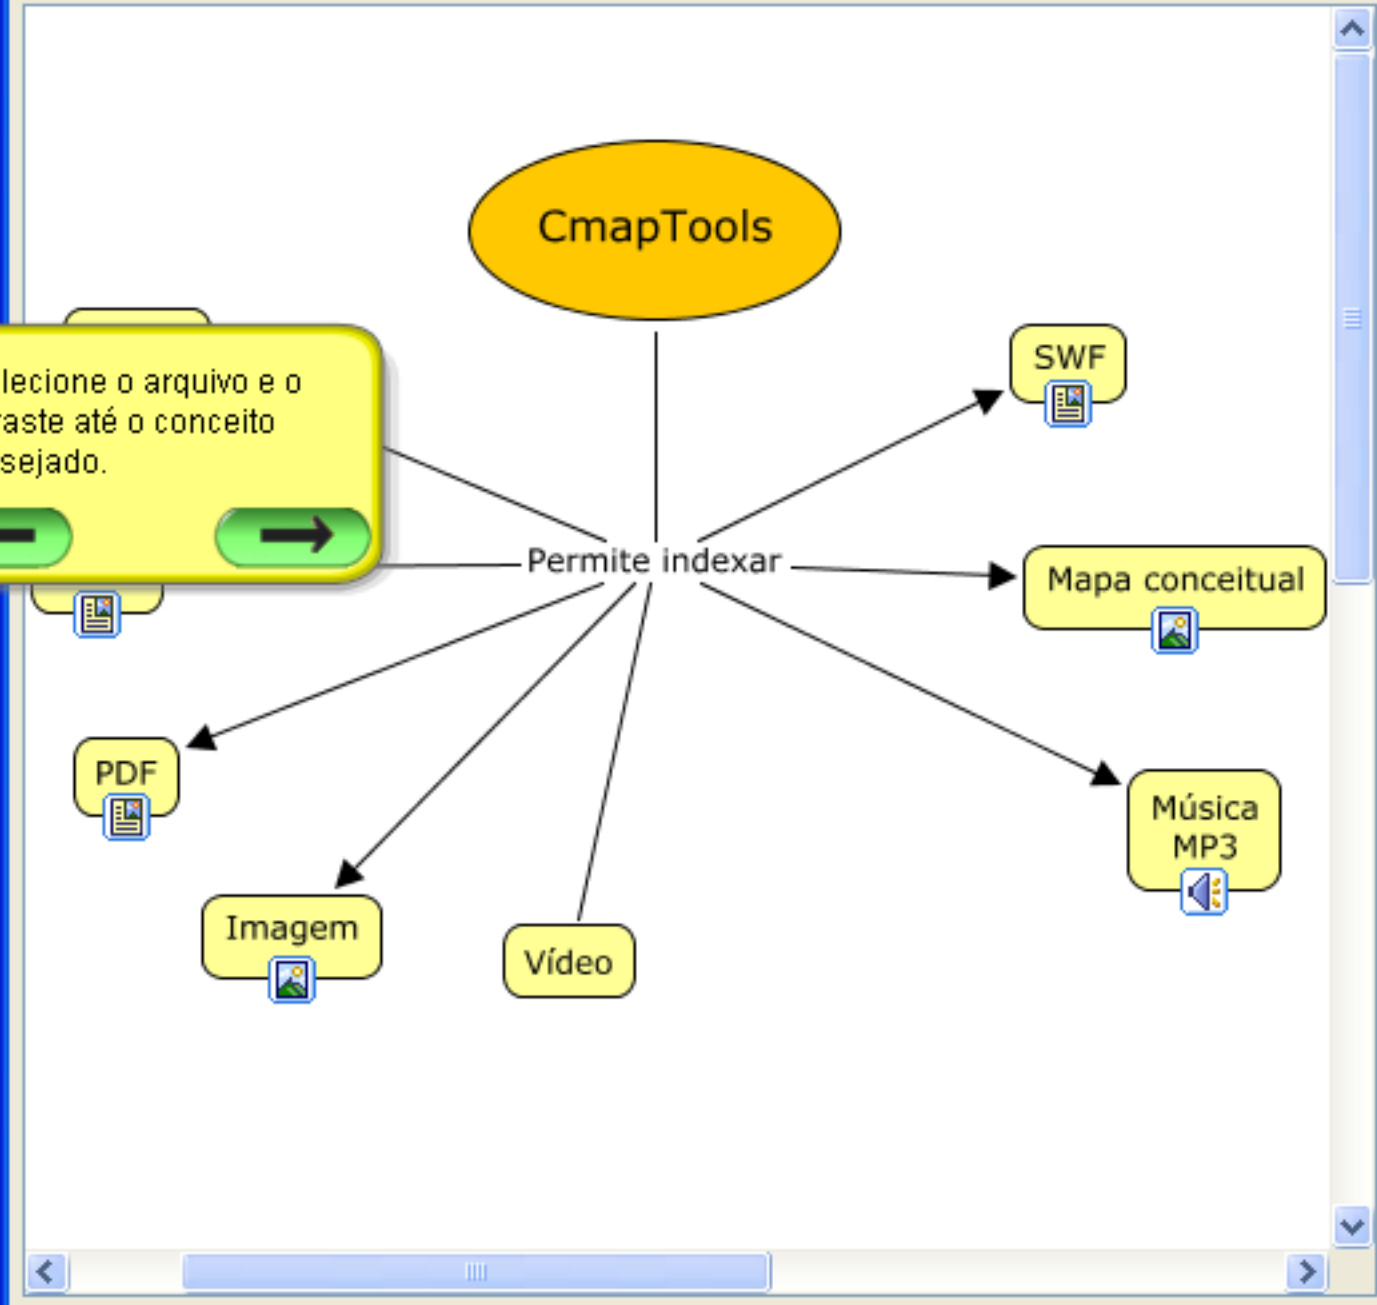 CmapTools
lecione o arquivo e o
raste até o conceito
sejado.
SWF
Permite indexar
Mapa conceitual
PDF
Música
MP3
Imagem
Vídeo